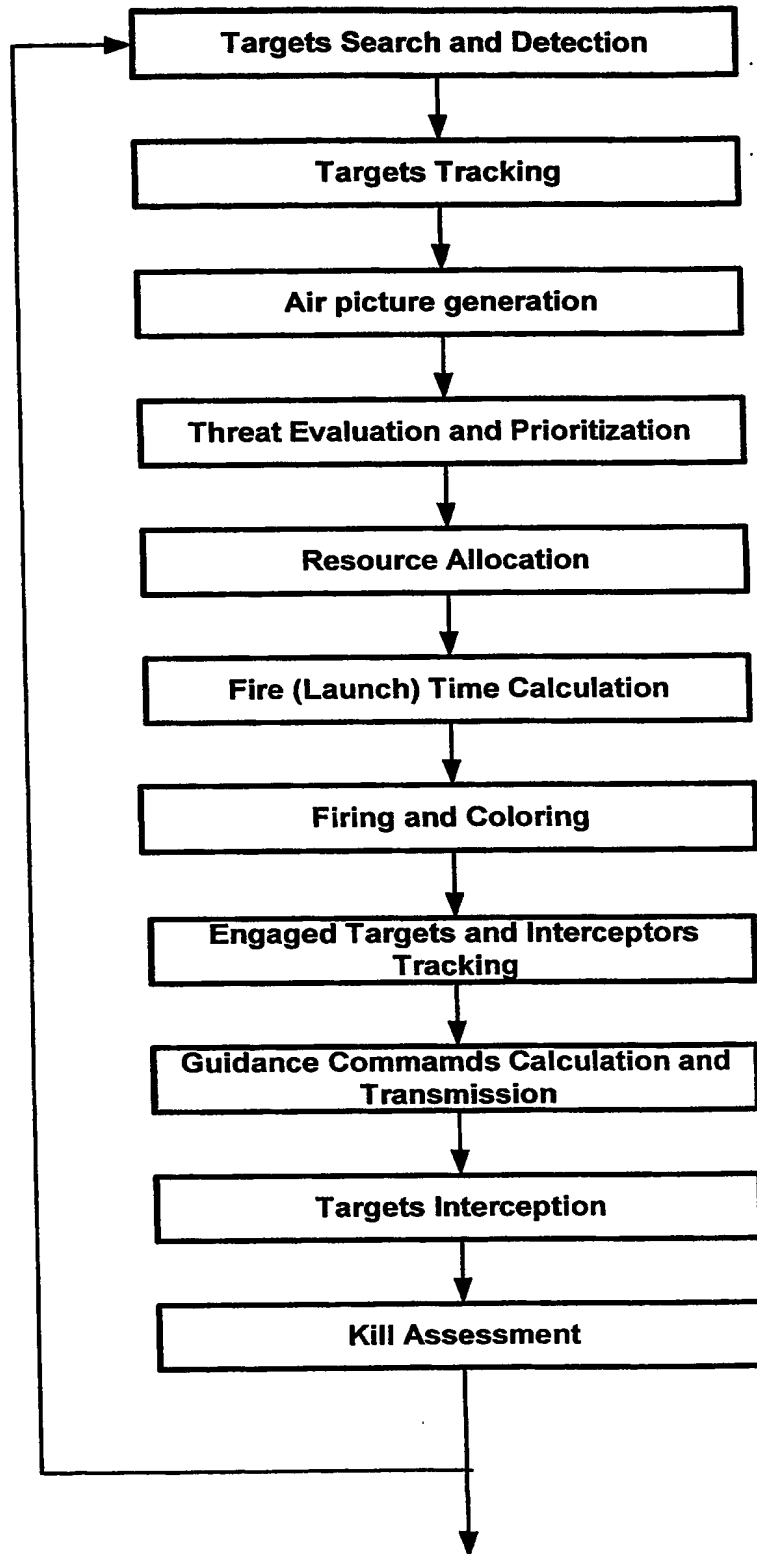 Targets Search and Detection
Targets Tracking
Air picture generation
Threat Evaluation and Prioritization
Resource Allocation
Fire (Launch) Time Calculation
Firing and Coloring
Engaged Targets and Interceptors
Tracking
Guidance Commamds Calculation and
Transmission
Targets Interception
Kill Assessment